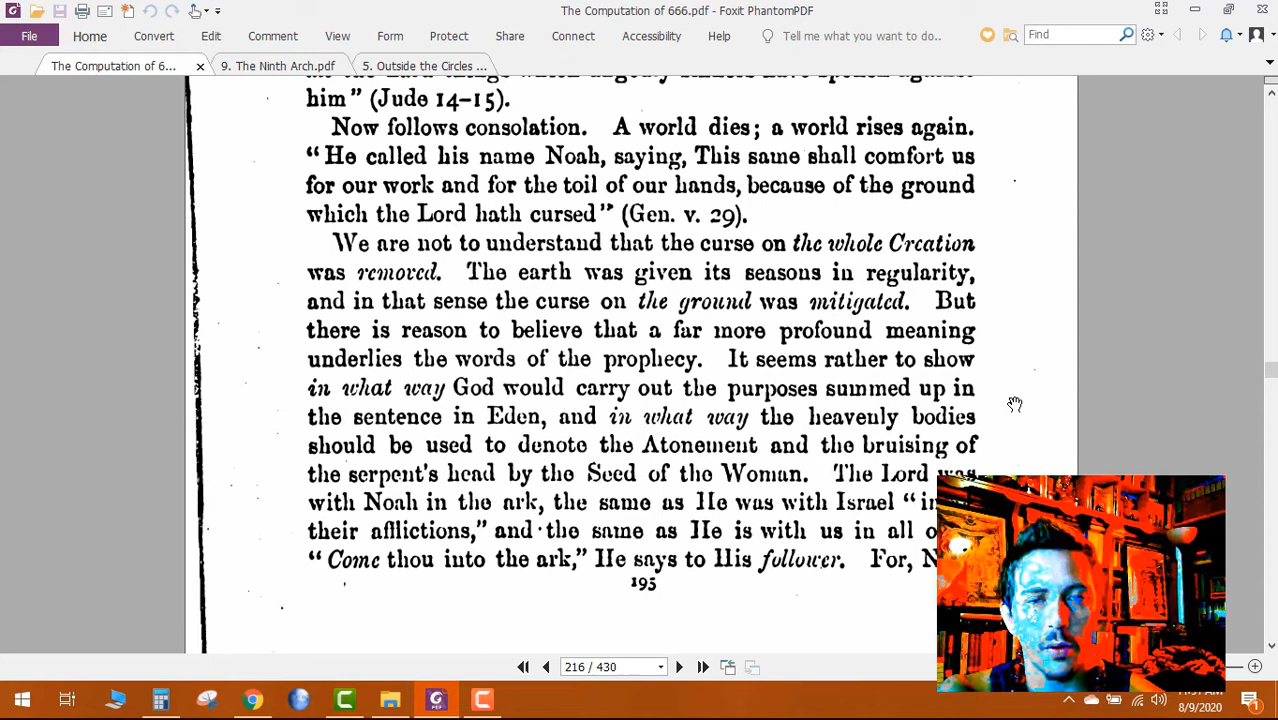 The Computation of 666.pdf - Foxit PhantomPDF
File Home Convert Edit Comment View Form Protect Share Connect Accessibility Help Tell me what you want to do.. Find
The Computation of 6... 9. The Ninth Arch.pdf 5. Outside the Circles ...
him” (Jude 14–15).
Now follows consolation. A world dies; a world rises again.
“He called his name Noah, saying, This same shall comfort us
for our work and for the toil of our hands, because of the ground
which the Lord hath cursed” (Gen. v. 29).
We are not to understand that the curse on the whole Creation
was removed. The earth was given its seasons in regularity,
and in that sense the curse on the ground was mitigated. But
there is reason to believe that a far more profound meaning
underlies the words of the prophecy. It seems rather to show
in what way God would carry out the purposes summed up in
the sentence in Eden, and in what way the heavenly bodies
should be used to denote the Atonement and the bruising of
the serpent's head by the Seed of the Woman. The Lord was
with Noah in the ark, the same as He was with Israel “in
their afflictions,” and the same as He is with us in all
“Come thou into the ark,” He says to His follower. For,
195
216 / 430
8/9/2020